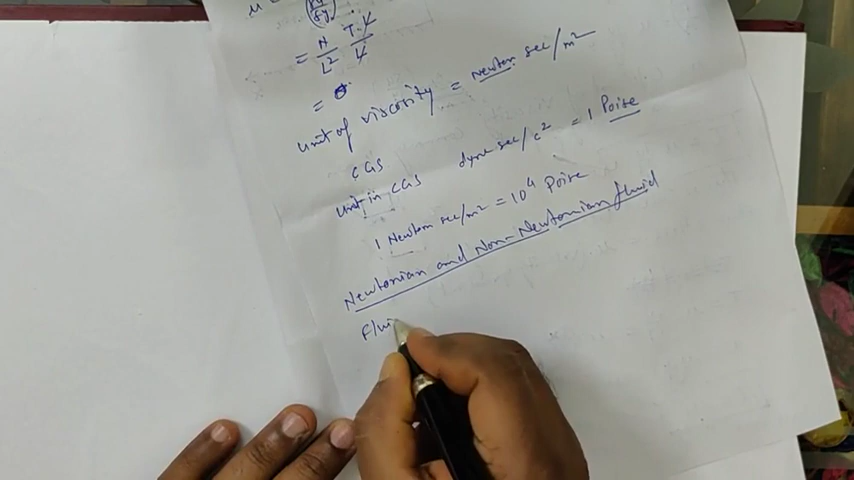 μ =
= N/L² T·L/L
=
unit of viscosity = Newton sec/m²
CGS
unit in CGS dyne sec/c² = 1 Poise
1 Newton sec/m² = 10⁴ Poise
Newtonian and Non-Newtonian fluid
Flui